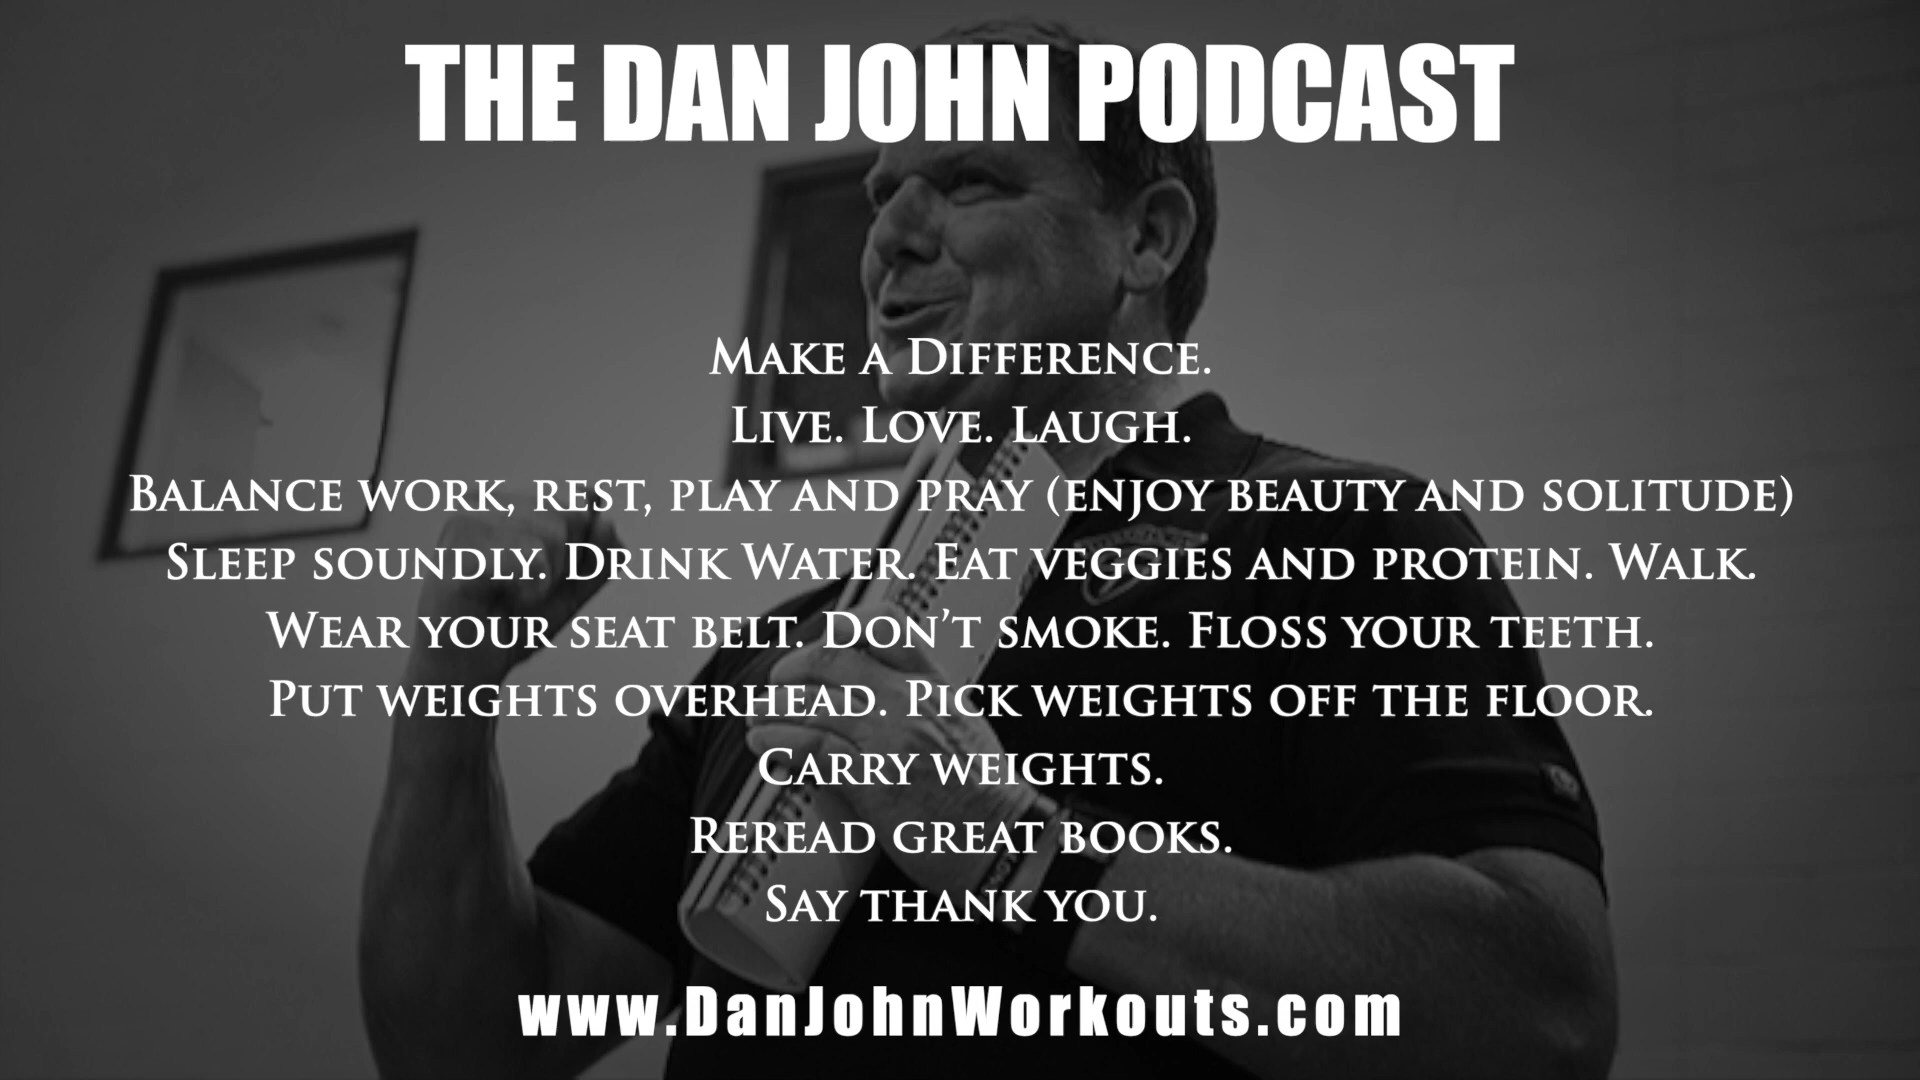 THE DAN JOHN PODCAST
Make a Difference.
Live. Love. Laugh.
Balance work, rest, play and pray (enjoy beauty and solitude)
Sleep soundly. Drink Water. Eat veggies and protein. Walk.
Wear your seat belt. Don’t smoke. Floss your teeth.
Put weights overhead. Pick weights off the floor.
Carry weights.
Reread great books.
Say thank you.
www.DanJohnWorkouts.com